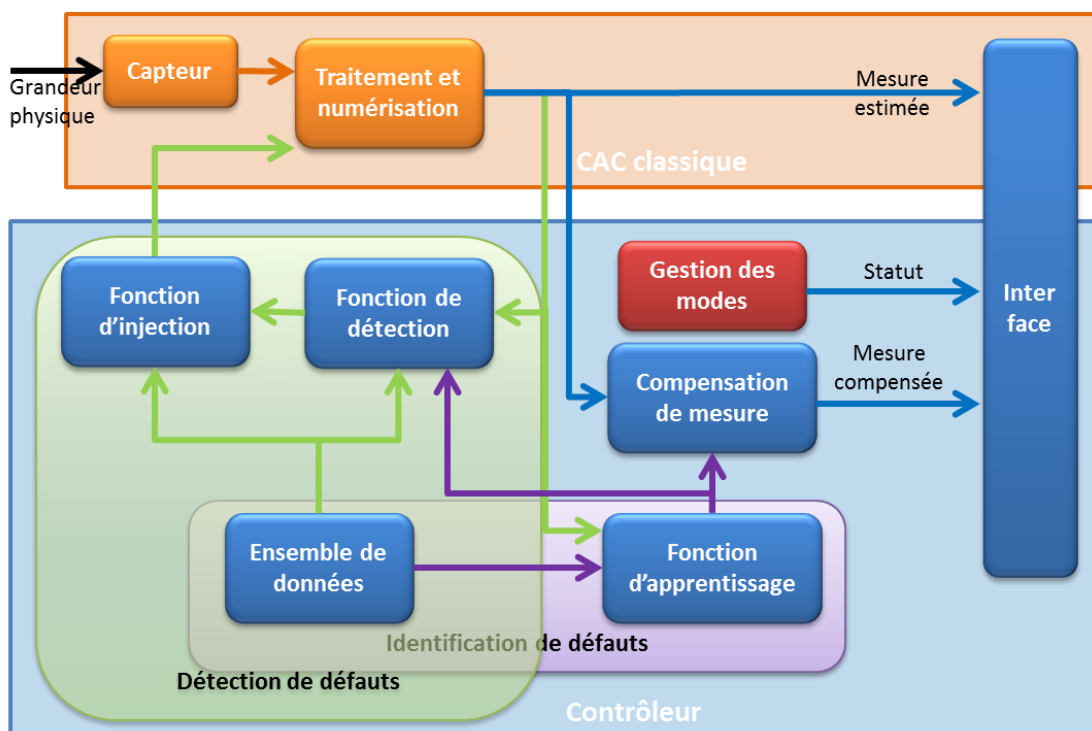 Capteur
Grandeur
physique
Traitement et
numérisation
Mesure
estimée
CAC classique
Fonction
d'injection
Fonction de
détection
Gestion des
modes
Statut
Inter
face
Compensation
de mesure
Mesure
compensée
Ensemble de
données
Fonction
d'apprentissage
Identification de défauts
Détection de défauts
Contrôleur